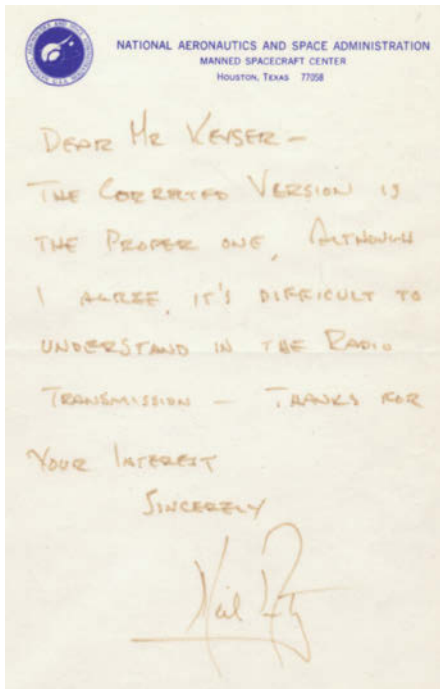 NATIONAL AERONAUTICS AND SPACE ADMINISTRATION
MANNED SPACECRAFT CENTER
HOUSTON, TEXAS 77058
DEAR MR KEYSER —
THE CORRECTED VERSION IS
THE PROPER ONE, ALTHOUGH
I AGREE, IT'S DIFFICULT TO
UNDERSTAND IN THE RADIO
TRANSMISSION — THANKS FOR
YOUR INTEREST
SINCERELY
Neil